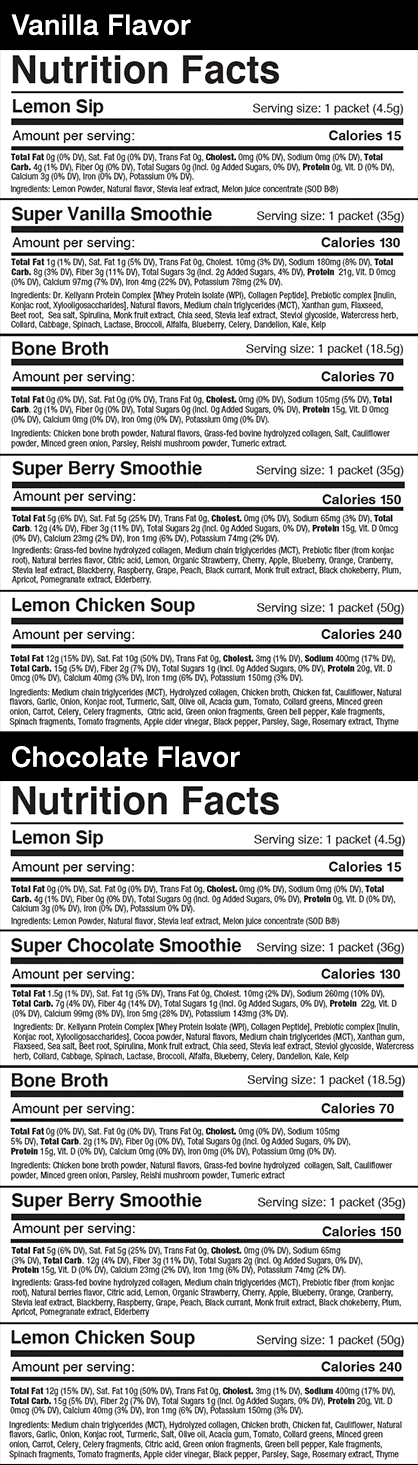 Vanilla Flavor
Nutrition Facts
Lemon Sip Serving size: 1 packet (4.5g)
Amount per serving: Calories 15
Total Fat 0g (0% DV), Sat. Fat 0g (0% DV), Trans Fat 0g, Cholest. 0mg (0% DV), Sodium 0mg (0% DV), Total
Carb. 4g (1% DV), Fiber 0g (0% DV), Total Sugars 0g (Incl. 0g Added Sugars, 0% DV), Protein 0g, Vit. D (0% DV),
Calcium 3g (0% DV), Iron (0% DV), Potassium 0% DV).
Ingredients: Lemon Powder, Natural flavor, Stevia leaf extract, Melon juice concentrate (SOD B®)
Super Vanilla Smoothie Serving size: 1 packet (35g)
Amount per serving: Calories 130
Total Fat 1g (1% DV), Sat. Fat 1g (5% DV), Trans Fat 0g, Cholest. 10mg (3% DV), Sodium 180mg (8% DV), Total
Carb. 8g (3% DV), Fiber 3g (11% DV), Total Sugars 3g (Incl. 2g Added Sugars, 4% DV), Protein 21g, Vit. D 0mcg
(0% DV), Calcium 97mg (7% DV), Iron 4mg (22% DV), Potassium 78mg (2% DV).
Ingredients: Dr. Kellyann Protein Complex [Whey Protein Isolate (WPI), Collagen Peptide], Prebiotic complex [Inulin,
Konjac root, Xylooligosaccharides], Natural flavors, Medium chain triglycerides (MCT), Xanthan gum, Flaxseed,
Beet root, Sea salt, Spirulina, Monk fruit extract, Chia seed, Stevia leaf extract, Steviol glycoside, Watercress herb,
Collard, Cabbage, Spinach, Lactase, Broccoli, Alfalfa, Blueberry, Celery, Dandelion, Kale, Kelp
Bone Broth Serving size: 1 packet (18.5g)
Amount per serving: Calories 70
Total Fat 0g (0% DV), Sat. Fat 0g (0% DV), Trans Fat 0g, Cholest. 0mg (0% DV), Sodium 105mg (5% DV), Total
Carb. 2g (1% DV), Fiber 0g (0% DV), Total Sugars 0g (Incl. 0g Added Sugars, 0% DV), Protein 15g, Vit. D 0mcg
(0% DV), Calcium 0mg (0% DV), Iron 0mg (0% DV), Potassium 0mg (0% DV).
Ingredients: Chicken bone broth powder, Natural flavors, Grass-fed bovine hydrolyzed collagen, Salt, Cauliflower
powder, Minced green onion, Parsley, Reishi mushroom powder, Tumeric extract.
Super Berry Smoothie Serving size: 1 packet (35g)
Amount per serving: Calories 150
Total Fat 5g (6% DV), Sat. Fat 5g (25% DV), Trans Fat 0g, Cholest. 0mg (0% DV), Sodium 65mg (3% DV), Total
Carb. 12g (4% DV), Fiber 3g (11% DV), Total Sugars 2g (Incl. 0g Added Sugars, 0% DV), Protein 15g, Vit. D 0mcg
(0% DV), Calcium 23mg (2% DV), Iron 1mg (6% DV), Potassium 74mg (2% DV).
Ingredients: Grass-fed bovine hydrolyzed collagen, Medium chain triglycerides (MCT), Prebiotic fiber (from konjac
root), Natural berries flavor, Citric acid, Lemon, Organic Strawberry, Cherry, Apple, Blueberry, Orange, Cranberry,
Stevia leaf extract, Blackberry, Raspberry, Grape, Peach, Black currant, Monk fruit extract, Black chokeberry, Plum,
Apricot, Pomegranate extract, Elderberry.
Lemon Chicken Soup Serving size: 1 packet (50g)
Amount per serving: Calories 240
Total Fat 12g (15% DV), Sat. Fat 10g (50% DV), Trans Fat 0g, Cholest. 3mg (1% DV), Sodium 400mg (17% DV),
Total Carb. 15g (5% DV), Fiber 2g (7% DV), Total Sugars 1g (Incl. 0g Added Sugars, 0% DV), Protein 20g, Vit. D
0mcg (0% DV), Calcium 40mg (3% DV), Iron 1mg (6% DV), Potassium 150mg (3% DV).
Ingredients: Medium chain triglycerides (MCT), Hydrolyzed collagen, Chicken broth, Chicken fat, Cauliflower, Natural
flavors, Garlic, Onion, Konjac root, Turmeric, Salt, Olive oil, Acacia gum, Tomato, Collard greens, Minced green
onion, Carrot, Celery, Celery fragments, Citric acid, Green onion fragments, Green bell pepper, Kale fragments,
Spinach fragments, Tomato fragments, Apple cider vinegar, Black pepper, Parsley, Sage, Rosemary extract, Thyme
Chocolate Flavor
Nutrition Facts
Lemon Sip Serving size: 1 packet (4.5g)
Amount per serving: Calories 15
Total Fat 0g (0% DV), Sat. Fat 0g (0% DV), Trans Fat 0g, Cholest. 0mg (0% DV), Sodium 0mg (0% DV), Total
Carb. 4g (1% DV), Fiber 0g (0% DV), Total Sugars 0g (Incl. 0g Added Sugars, 0% DV), Protein 0g, Vit. D (0% DV),
Calcium 3g (0% DV), Iron (0% DV), Potassium 0% DV).
Ingredients: Lemon Powder, Natural flavor, Stevia leaf extract, Melon juice concentrate (SOD B®)
Super Chocolate Smoothie Serving size: 1 packet (36g)
Amount per serving: Calories 130
Total Fat 1.5g (1% DV), Sat. Fat 1g (5% DV), Trans Fat 0g, Cholest. 10mg (2% DV), Sodium 260mg (10% DV),
Total Carb. 7g (4% DV), Fiber 4g (14% DV), Total Sugars 1g (Incl. 0g Added Sugars, 0% DV), Protein 22g, Vit. D
(0% DV), Calcium 99mg (8% DV), Iron 5mg (28% DV), Potassium 143mg (3% DV).
Ingredients: Dr. Kellyann Protein Complex [Whey Protein Isolate (WPI), Collagen Peptide], Prebiotic complex [Inulin,
Konjac root, Xylooligosaccharides], Cocoa powder, Natural flavors, Medium chain triglycerides (MCT), Xanthan gum,
Flaxseed, Sea salt, Beet root, Spirulina, Monk fruit extract, Chia seed, Stevia leaf extract, Steviol glycoside, Watercress
herb, Collard, Cabbage, Spinach, Lactase, Broccoli, Alfalfa, Blueberry, Celery, Dandelion, Kale, Kelp
Bone Broth Serving size: 1 packet (18.5g)
Amount per serving: Calories 70
Total Fat 0g (0% DV), Sat. Fat 0g (0% DV), Trans Fat 0g, Cholest. 0mg (0% DV), Sodium 105mg
5% DV), Total Carb. 2g (1% DV), Fiber 0g (0% DV), Total Sugars 0g (Incl. 0g Added Sugars, 0% DV),
Protein 15g, Vit. D (0% DV), Calcium 0mg (0% DV), Iron 0mg (0% DV), Potassium 0mg (0% DV).
Ingredients: Chicken bone broth powder, Natural flavors, Grass-fed bovine hydrolyzed collagen, Salt, Cauliflower
powder, Minced green onion, Parsley, Reishi mushroom powder, Tumeric extract
Super Berry Smoothie Serving size: 1 packet (35g)
Amount per serving: Calories 150
Total Fat 5g (6% DV), Sat. Fat 5g (25% DV), Trans Fat 0g, Cholest. 0mg (0% DV), Sodium 65mg
(3% DV), Total Carb. 12g (4% DV), Fiber 3g (11% DV), Total Sugars 2g (Incl. 0g Added Sugars, 0% DV),
Protein 15g, Vit. D (0% DV), Calcium 23mg (2% DV), Iron 1mg (6% DV), Potassium 74mg (2% DV).
Ingredients: Grass-fed bovine hydrolyzed collagen, Medium chain triglycerides (MCT), Prebiotic fiber (from konjac
root), Natural berries flavor, Citric acid, Lemon, Organic Strawberry, Cherry, Apple, Blueberry, Orange, Cranberry,
Stevia leaf extract, Blackberry, Raspberry, Grape, Peach, Black currant, Monk fruit extract, Black chokeberry, Plum,
Apricot, Pomegranate extract, Elderberry
Lemon Chicken Soup Serving size: 1 packet (50g)
Amount per serving: Calories 240
Total Fat 12g (15% DV), Sat. Fat 10g (50% DV), Trans Fat 0g, Cholest. 3mg (1% DV), Sodium 400mg (17% DV),
Total Carb. 15g (5% DV), Fiber 2g (7% DV), Total Sugars 1g (Incl. 0g Added Sugars, 0% DV), Protein 20g, Vit. D
0mcg (0% DV), Calcium 40mg (3% DV), Iron 1mg (6% DV), Potassium 150mg (3% DV).
Ingredients: Medium chain triglycerides (MCT), Hydrolyzed collagen, Chicken broth, Chicken fat, Cauliflower, Natural
flavors, Garlic, Onion, Konjac root, Turmeric, Salt, Olive oil, Acacia gum, Tomato, Collard greens, Minced green
onion, Carrot, Celery, Celery fragments, Citric acid, Green onion fragments, Green bell pepper, Kale fragments,
Spinach fragments, Tomato fragments, Apple cider vinegar, Black pepper, Parsley, Sage, Rosemary extract, Thyme